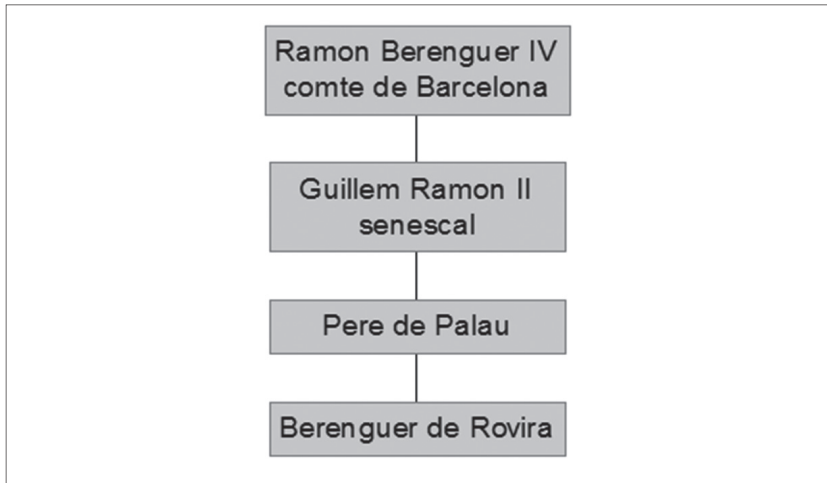 Ramon Berenguer IV
comte de Barcelona
Guillem Ramon II
senescal
Pere de Palau
Berenguer de Rovira